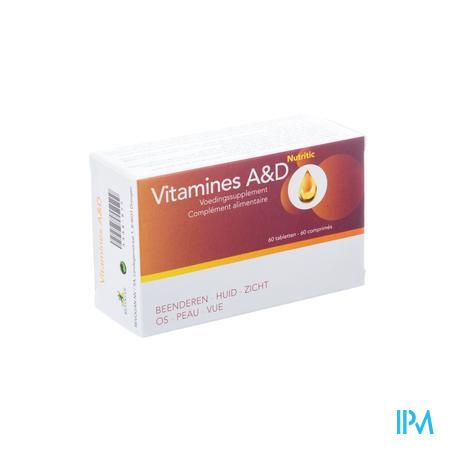 Vitamines A&D
Nutritic
Voedingssupplement
Complément alimentaire
60 tabletten - 60 comprimés
BEENDEREN - HUID - ZICHT
OS - PEAU - VUE
Vitamines A&D
IPM